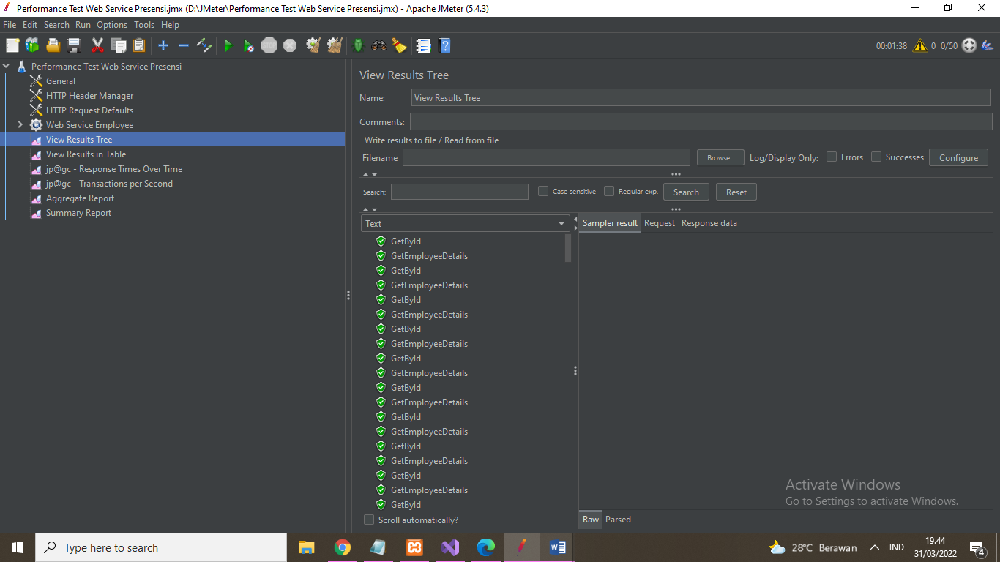 Performance Test Web Service Presensi.jmx (D:\JMeter\Performance Test Web Service Presensi.jmx) - Apache JMeter (5.4.3)
File Edit Search Run Options Tools Help
STOP
00:01:38 0 0/50
Performance Test Web Service Presensi
General
HTTP Header Manager
HTTP Request Defaults
Web Service Employee
View Results Tree
View Results in Table
jp@gc - Response Times Over Time
jp@gc - Transactions per Second
Aggregate Report
Summary Report
View Results Tree
Name: View Results Tree
Comments:
Write results to file / Read from file
Filename Browse... Log/Display Only: Errors Successes Configure
Search: Case sensitive Regular exp. Search Reset
Text
GetById
GetEmployeeDetails
GetById
GetEmployeeDetails
GetById
GetEmployeeDetails
GetById
GetEmployeeDetails
GetById
GetEmployeeDetails
GetById
GetEmployeeDetails
GetById
GetEmployeeDetails
GetById
GetEmployeeDetails
GetById
GetEmployeeDetails
GetById
Scroll automatically?
Sampler result Request Response data
Activate Windows
Go to Settings to activate Windows.
Raw Parsed
Type here to search
28°C Berawan
IND
19.44
31/03/2022
4